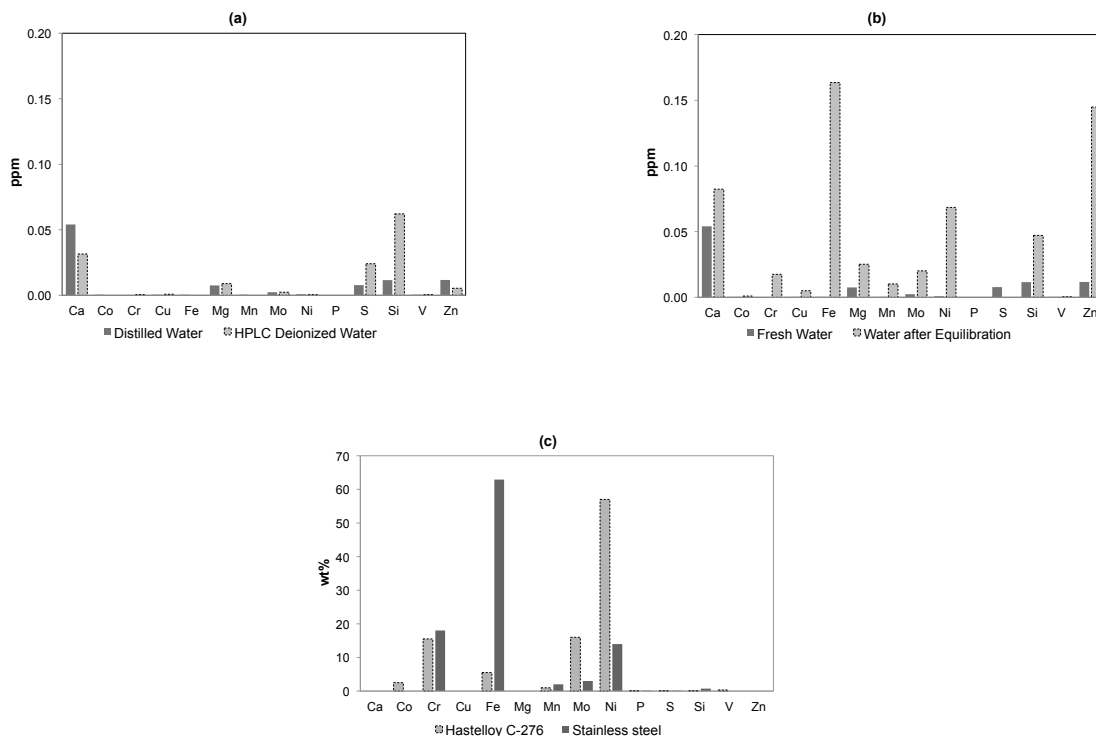 (a)
0.20
0.15
0.10
0.05
0.00
ppm
Ca Co Cr Cu Fe Mg Mn Mo Ni P S Si V Zn
Distilled Water HPLC Deionized Water
(b)
0.20
0.15
0.10
0.05
0.00
ppm
Ca Co Cr Cu Fe Mg Mn Mo Ni P S Si V Zn
Fresh Water Water after Equilibration
(c)
70
60
50
40
30
20
10
0
wt%
Ca Co Cr Cu Fe Mg Mn Mo Ni P S Si V Zn
Hastelloy C-276 Stainless steel